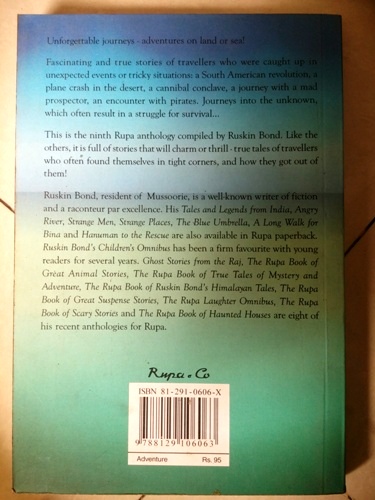 Unforgettable journeys - adventures on land or sea!
Fascinating and true stories of travellers who were caught up in
unexpected events or tricky situations: a South American revolution, a
plane crash in the desert, a cannibal conclave, a journey with a mad
prospector, an encounter with pirates. Journeys into the unknown,
which often result in a struggle for survival...
This is the ninth Rupa anthology compiled by Ruskin Bond. Like the
others, it is full of stories that will charm or thrill - true tales of travellers
who often found themselves in tight corners, and how they got out of
them!
Ruskin Bond, resident of Mussoorie, is a well-known writer of fiction
and a raconteur par excellence. His Tales and Legends from India, Angry
River, Strange Men, Strange Places, The Blue Umbrella, A Long Walk for
Bina and Hanuman to the Rescue are also available in Rupa paperback.
Ruskin Bond's Children's Omnibus has been a firm favourite with young
readers for several years. Ghost Stories from the Raj, The Rupa Book of
Great Animal Stories, The Rupa Book of True Tales of Mystery and
Adventure, The Rupa Book of Ruskin Bond's Himalayan Tales, The Rupa
Book of Great Suspense Stories, The Rupa Laughter Omnibus, The Rupa
Book of Scary Stories and The Rupa Book of Haunted Houses are eight of
his recent anthologies for Rupa.
Rupa & Co
ISBN 81-291-0606-X
9 788129 106063
Adventure Rs. 95